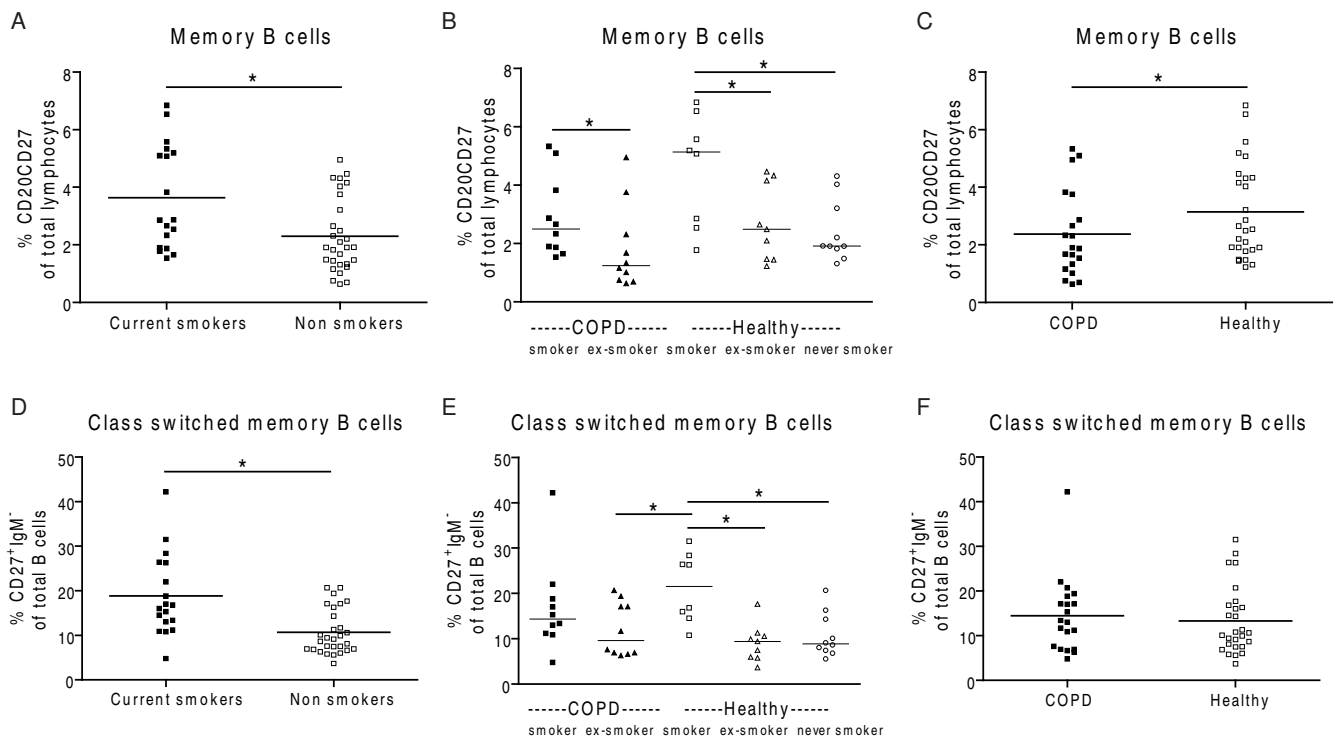 A
Memory B cells
% CD20CD27
of total lymphocytes
8
6
4
2
0
*
Current smokers
Non smokers
B
Memory B cells
% CD20CD27
of total lymphocytes
8
6
4
2
0
*
*
*
------COPD------
------Healthy------
smoker
ex-smoker
smoker
ex-smoker
never smoker
C
Memory B cells
% CD20CD27
of total lymphocytes
8
6
4
2
0
*
COPD
Healthy
D
Class switched memory B cells
% CD27⁺IgM⁻
of total B cells
50
40
30
20
10
0
*
Current smokers
Non smokers
E
Class switched memory B cells
% CD27⁺IgM⁻
of total B cells
50
40
30
20
10
0
*
*
*
------COPD------
------Healthy------
smoker
ex-smoker
smoker
ex-smoker
never smoker
F
Class switched memory B cells
% CD27⁺IgM⁻
of total B cells
50
40
30
20
10
0
COPD
Healthy